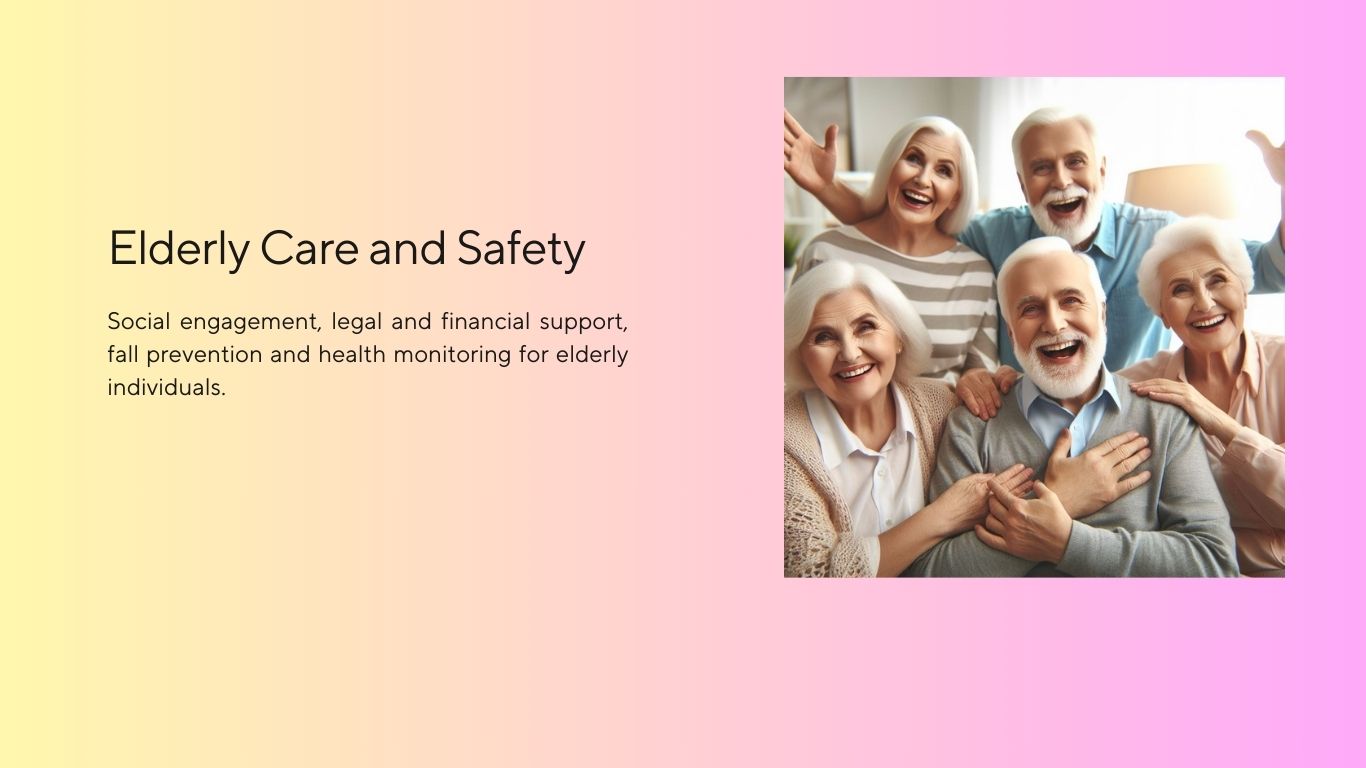 Elderly Care and Safety
Social engagement, legal and financial support,
fall prevention and health monitoring for elderly
individuals.